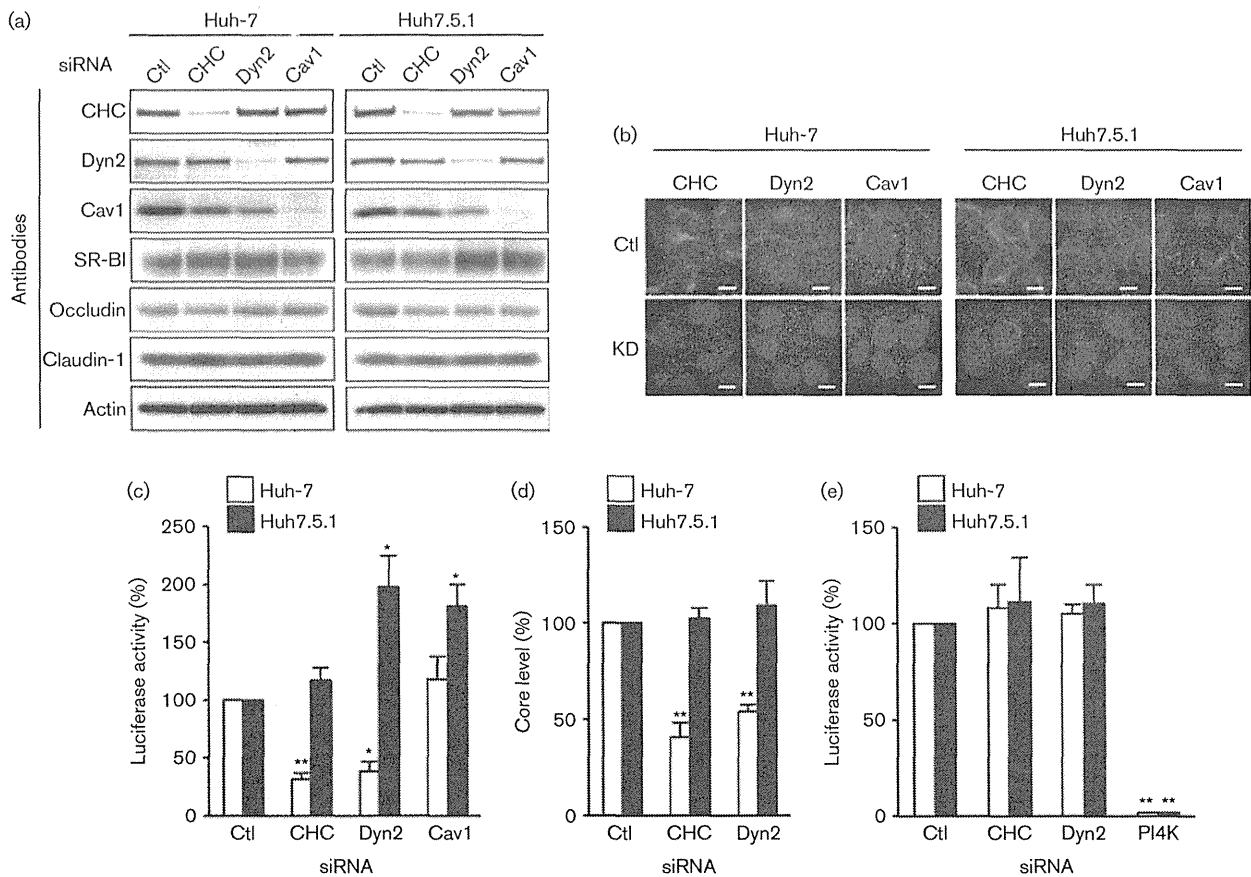 (a)
Huh-7
Huh7.5.1
siRNA
Ctl CHC Dyn2 Cav1
Ctl CHC Dyn2 Cav1
Antibodies
CHC
Dyn2
Cav1
SR-BI
Occludin
Claudin-1
Actin
(b)
Huh-7
Huh7.5.1
CHC Dyn2 Cav1
CHC Dyn2 Cav1
Ctl
KD
(c)
Huh-7
Huh7.5.1
Luciferase activity (%)
250
200
150
100
50
0
**
*
*
*
Ctl CHC Dyn2 Cav1
siRNA
(d)
Huh-7
Huh7.5.1
Core level (%)
150
100
50
0
**
**
Ctl CHC Dyn2
siRNA
(e)
Huh-7
Huh7.5.1
Luciferase activity (%)
150
100
50
0
** **
Ctl CHC Dyn2 PI4K
siRNA